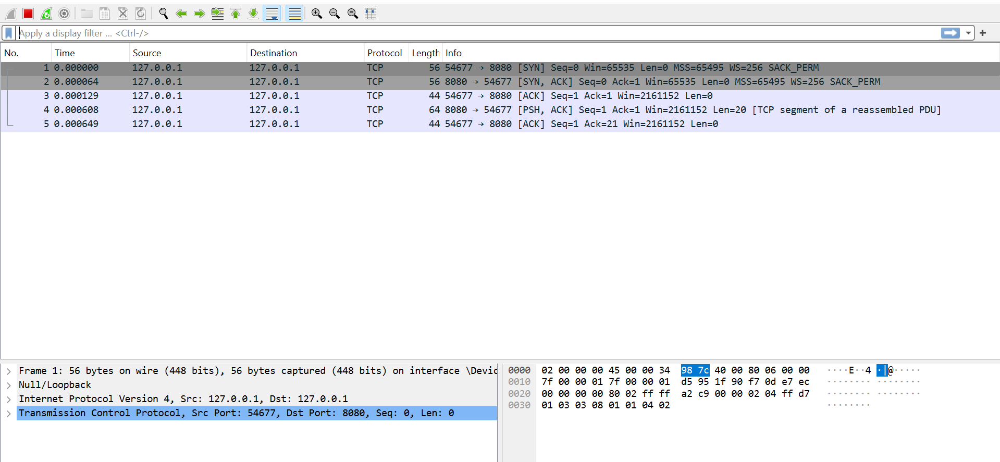 Apply a display filter ... <Ctrl-/>
No. Time Source Destination Protocol Length Info
1 0.000000 127.0.0.1 127.0.0.1 TCP 56 54677 → 8080 [SYN] Seq=0 Win=65535 Len=0 MSS=65495 WS=256 SACK_PERM
2 0.000064 127.0.0.1 127.0.0.1 TCP 56 8080 → 54677 [SYN, ACK] Seq=0 Ack=1 Win=65535 Len=0 MSS=65495 WS=256 SACK_PERM
3 0.000129 127.0.0.1 127.0.0.1 TCP 44 54677 → 8080 [ACK] Seq=1 Ack=1 Win=2161152 Len=0
4 0.000608 127.0.0.1 127.0.0.1 TCP 64 8080 → 54677 [PSH, ACK] Seq=1 Ack=1 Win=2161152 Len=20 [TCP segment of a reassembled PDU]
5 0.000649 127.0.0.1 127.0.0.1 TCP 44 54677 → 8080 [ACK] Seq=1 Ack=21 Win=2161152 Len=0
Frame 1: 56 bytes on wire (448 bits), 56 bytes captured (448 bits) on interface \Devic
Null/Loopback
Internet Protocol Version 4, Src: 127.0.0.1, Dst: 127.0.0.1
Transmission Control Protocol, Src Port: 54677, Dst Port: 8080, Seq: 0, Len: 0
0000 02 00 00 00 45 00 00 34 98 7c 40 00 80 06 00 00 ····E··4 ·|@·····
0010 7f 00 00 01 7f 00 00 01 d5 95 1f 90 f7 0d e7 ec ········ ········
0020 00 00 00 00 80 02 ff ff a2 c9 00 00 02 04 ff d7 ········ ········
0030 01 03 03 08 01 01 04 02 ········